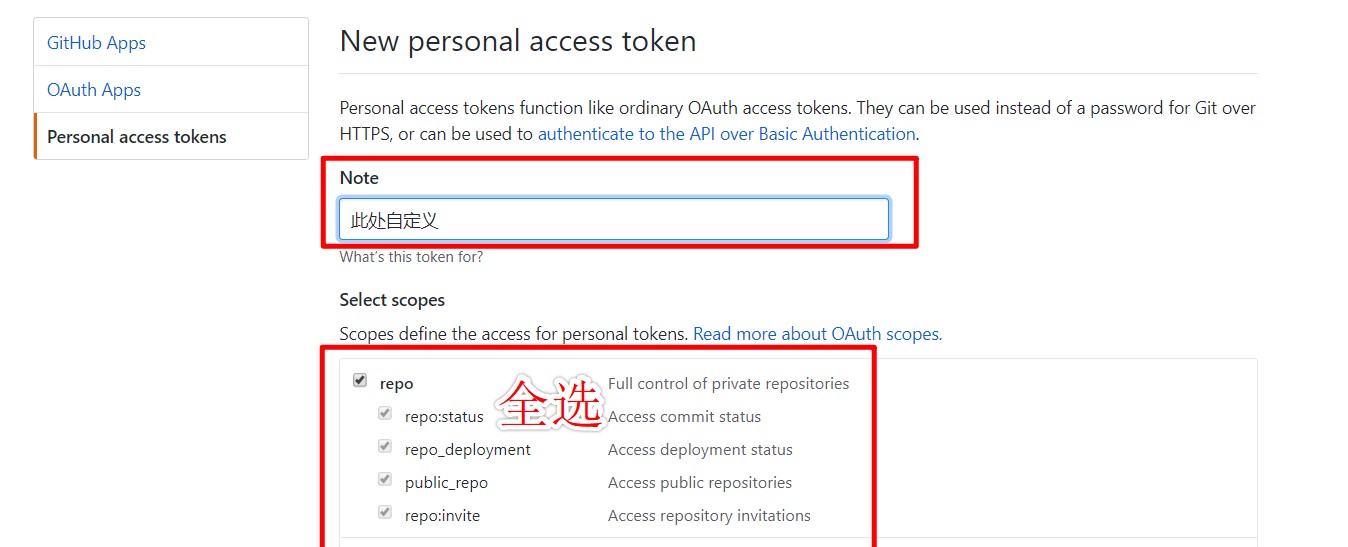 GitHub Apps
OAuth Apps
Personal access tokens
New personal access token
Personal access tokens function like ordinary OAuth access tokens. They can be used instead of a password for Git over
HTTPS, or can be used to authenticate to the API over Basic Authentication.
Note
此处自定义
What's this token for?
Select scopes
Scopes define the access for personal tokens. Read more about OAuth scopes.
repo Full control of private repositories
全选
repo:status Access commit status
repo_deployment Access deployment status
public_repo Access public repositories
repo:invite Access repository invitations